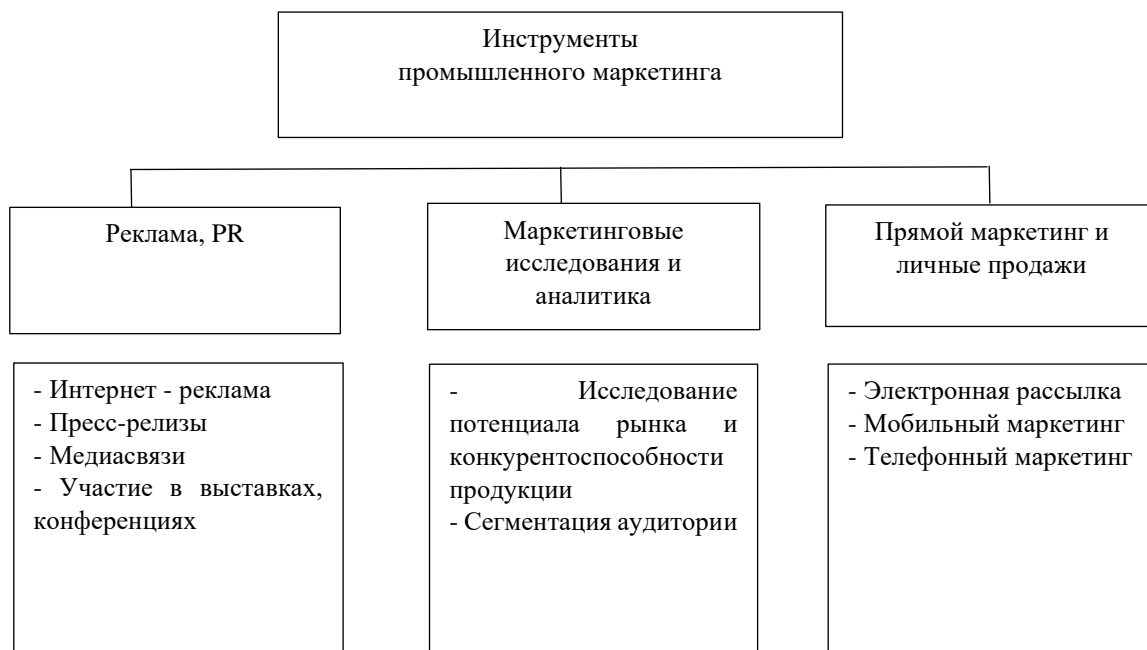 Инструменты
промышленного маркетинга
Реклама, PR
Маркетинговые
исследования и
аналитика
Прямой маркетинг и
личные продажи
- Интернет - реклама
- Пресс-релизы
- Медиасвязи
- Участие в выставках,
конференциях
- Исследование
потенциала рынка и
конкурентоспособности
продукции
- Сегментация аудитории
- Электронная рассылка
- Мобильный маркетинг
- Телефонный маркетинг